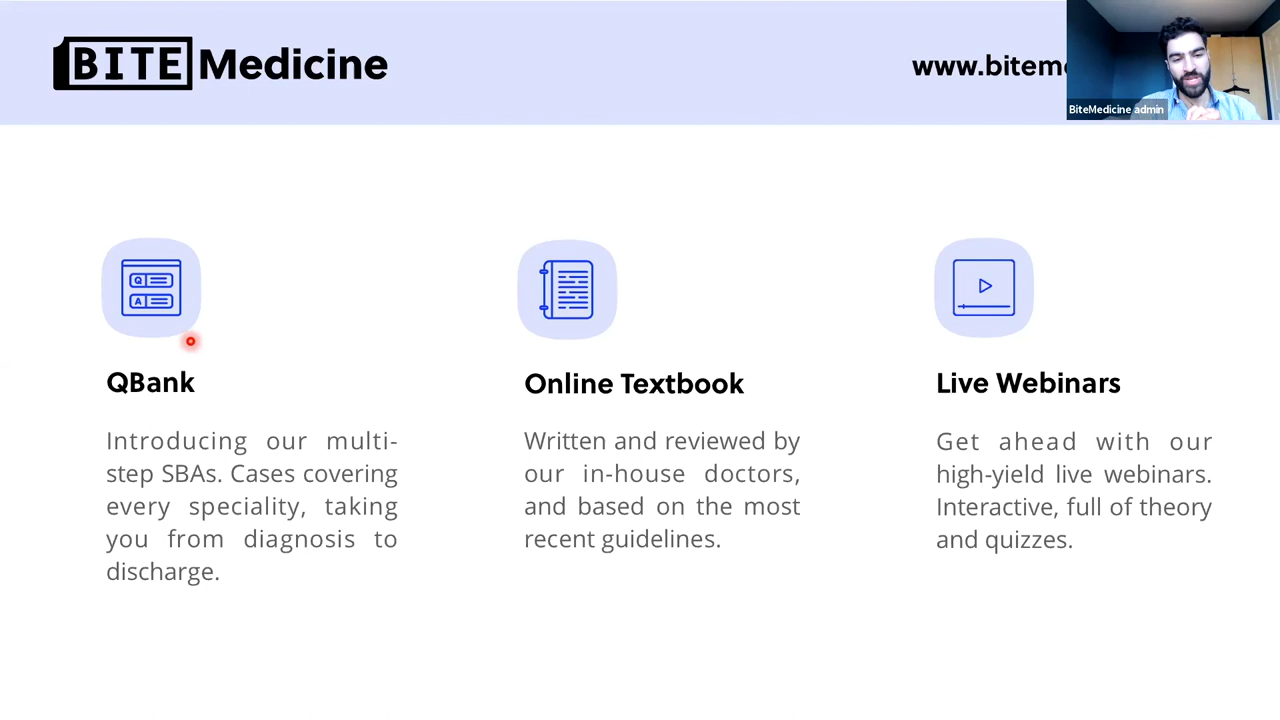 BITE Medicine
www.bitem
BiteMedicine admin
Q
A
QBank
Introducing our multi-
step SBAs. Cases covering
every speciality, taking
you from diagnosis to
discharge.
Online Textbook
Written and reviewed by
our in-house doctors,
and based on the most
recent guidelines.
Live Webinars
Get ahead with our
high-yield live webinars.
Interactive, full of theory
and quizzes.